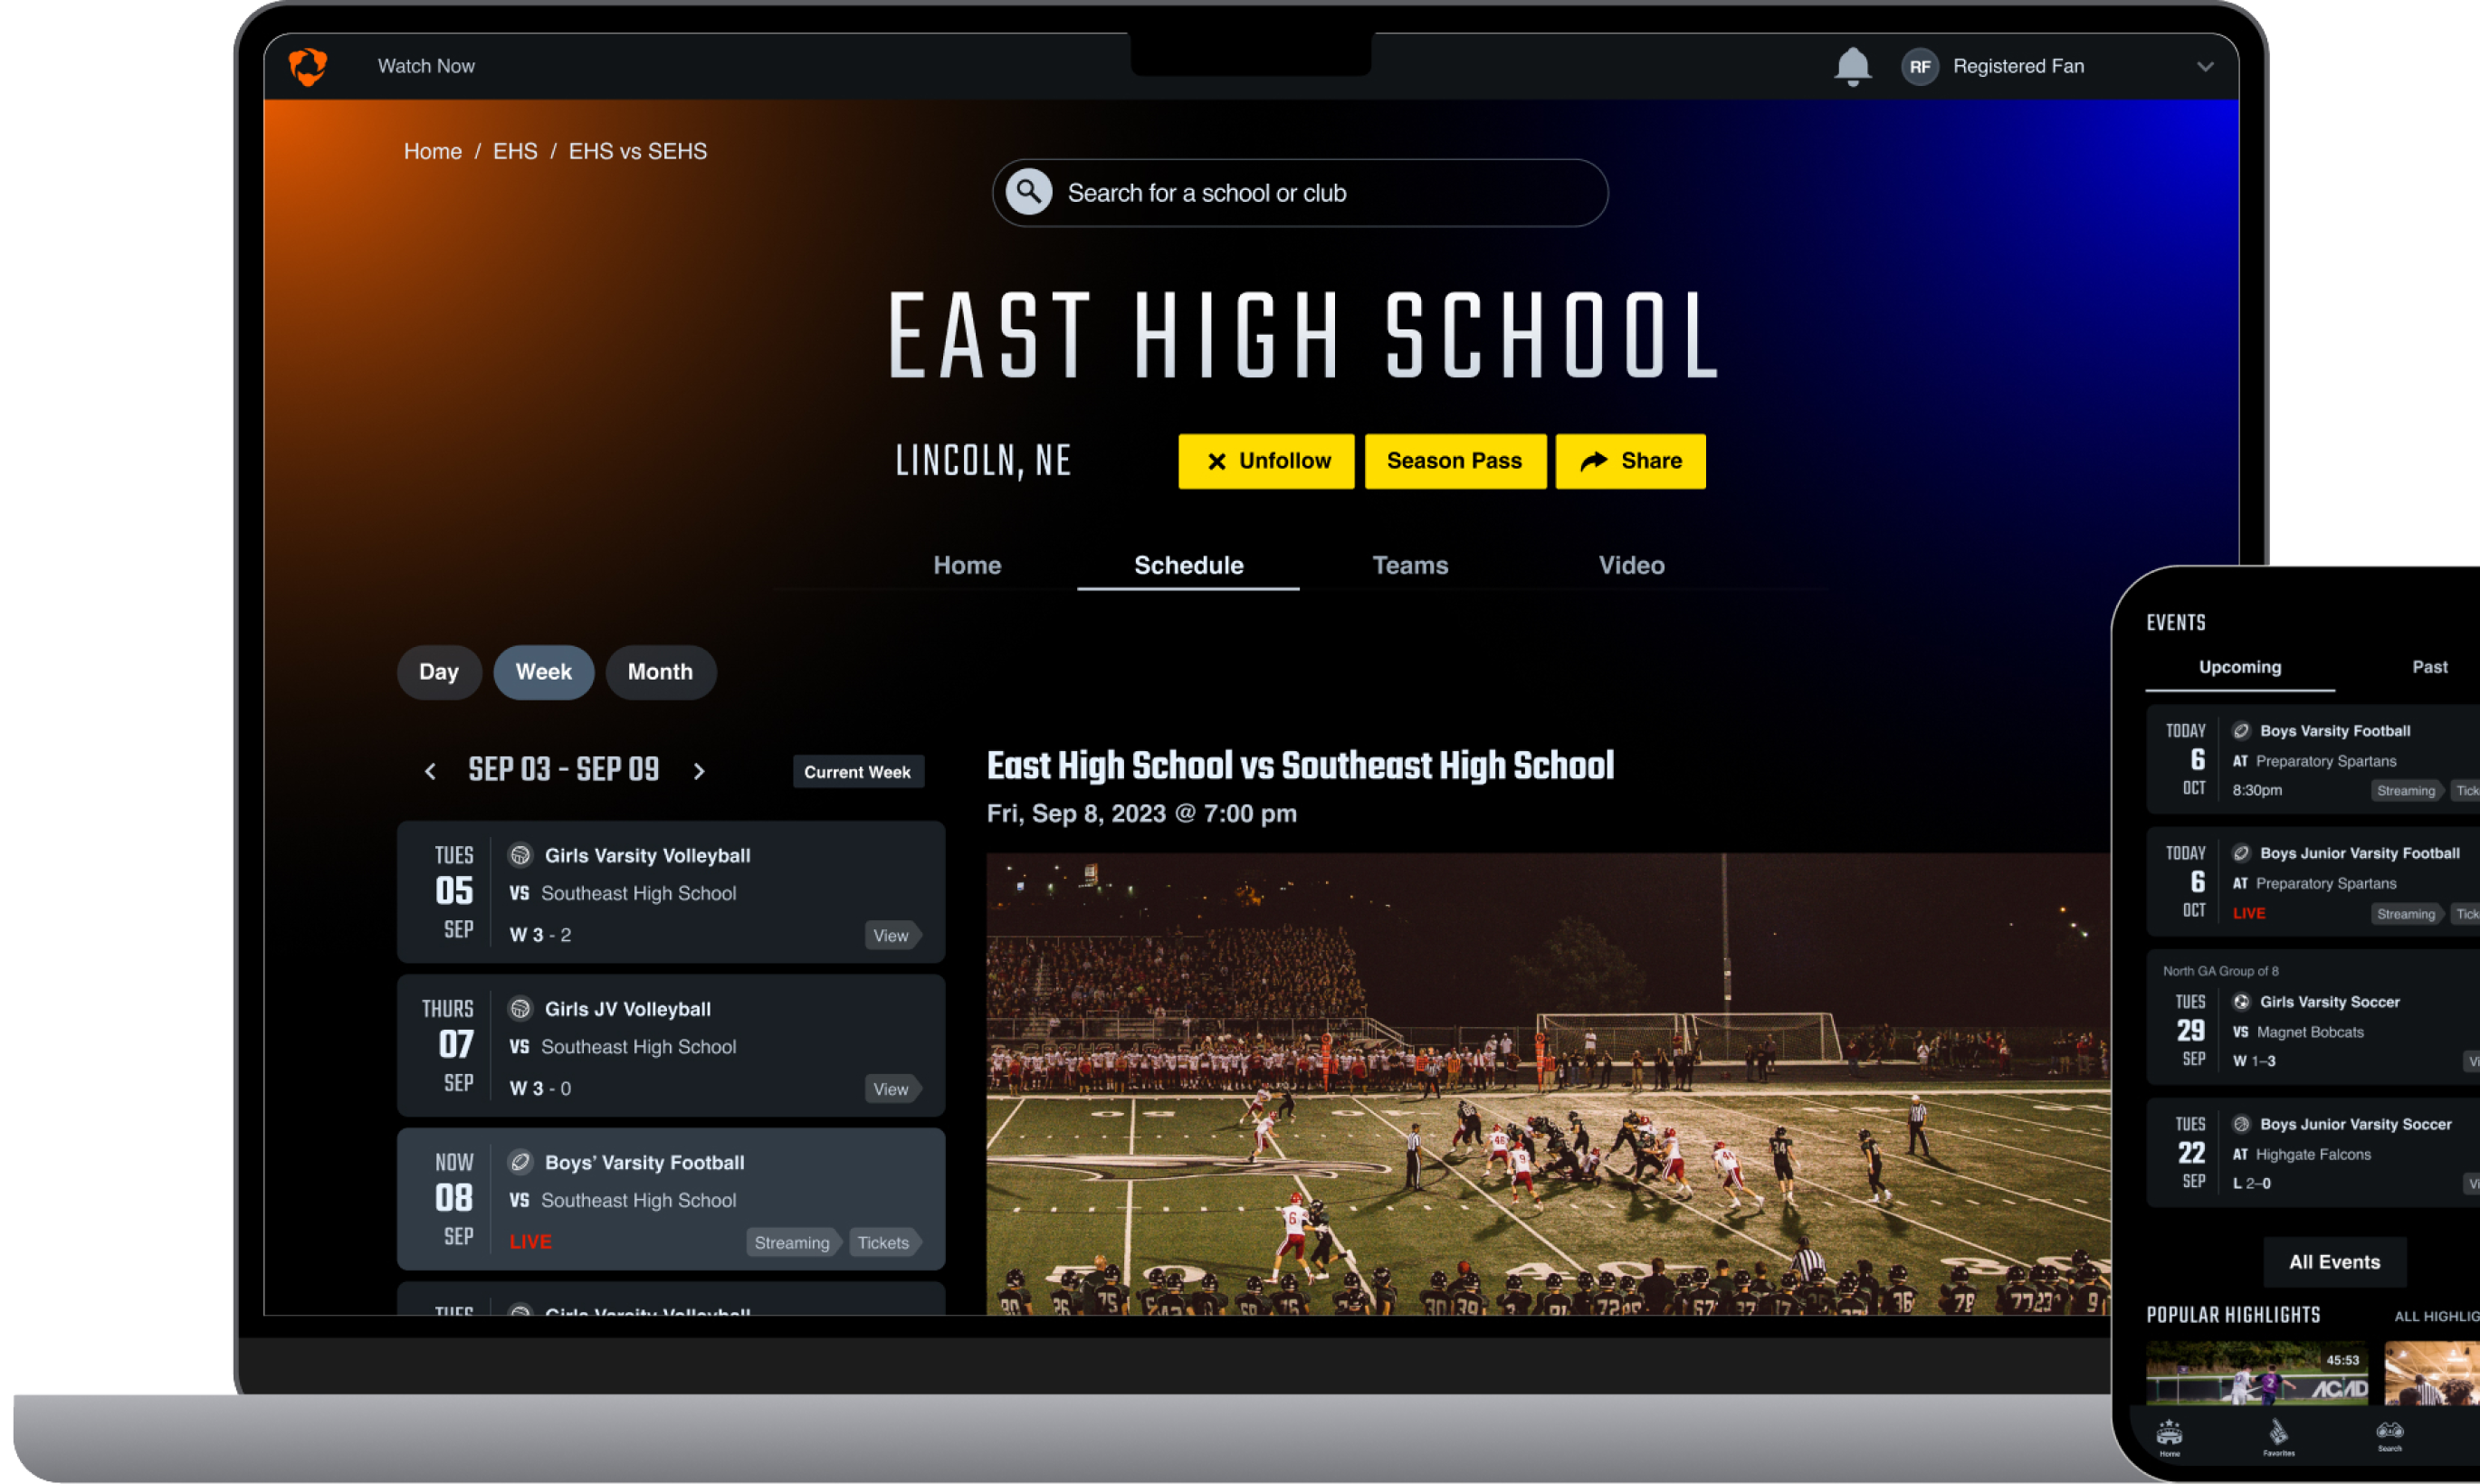 Watch Now
RF Registered Fan
Home / EHS / EHS vs SEHS
Search for a school or club
EAST HIGH SCHOOL
LINCOLN, NE
Unfollow
Season Pass
Share
Home
Schedule
Teams
Video
Day
Week
Month
SEP 03 - SEP 09
Current Week
TUES
05
SEP
Girls Varsity Volleyball
VS Southeast High School
W 3 - 2
View
THURS
07
SEP
Girls JV Volleyball
VS Southeast High School
W 3 - 0
View
NOW
08
SEP
Boys’ Varsity Football
VS Southeast High School
LIVE
Streaming
Tickets
TUES
Girls Varsity Volleyball
East High School vs Southeast High School
Fri, Sep 8, 2023 @ 7:00 pm
EVENTS
Upcoming
Past
TODAY
6
OCT
Boys Varsity Football
AT Preparatory Spartans
8:30pm
Streaming
TODAY
6
OCT
Boys Junior Varsity Football
AT Preparatory Spartans
LIVE
Streaming
North GA Group of 8
TUES
29
SEP
Girls Varsity Soccer
VS Magnet Bobcats
W 1–3
TUES
22
SEP
Boys Junior Varsity Soccer
AT Highgate Falcons
L 2–0
All Events
POPULAR HIGHLIGHTS
ALL
45:53
Home
Favorites
Search